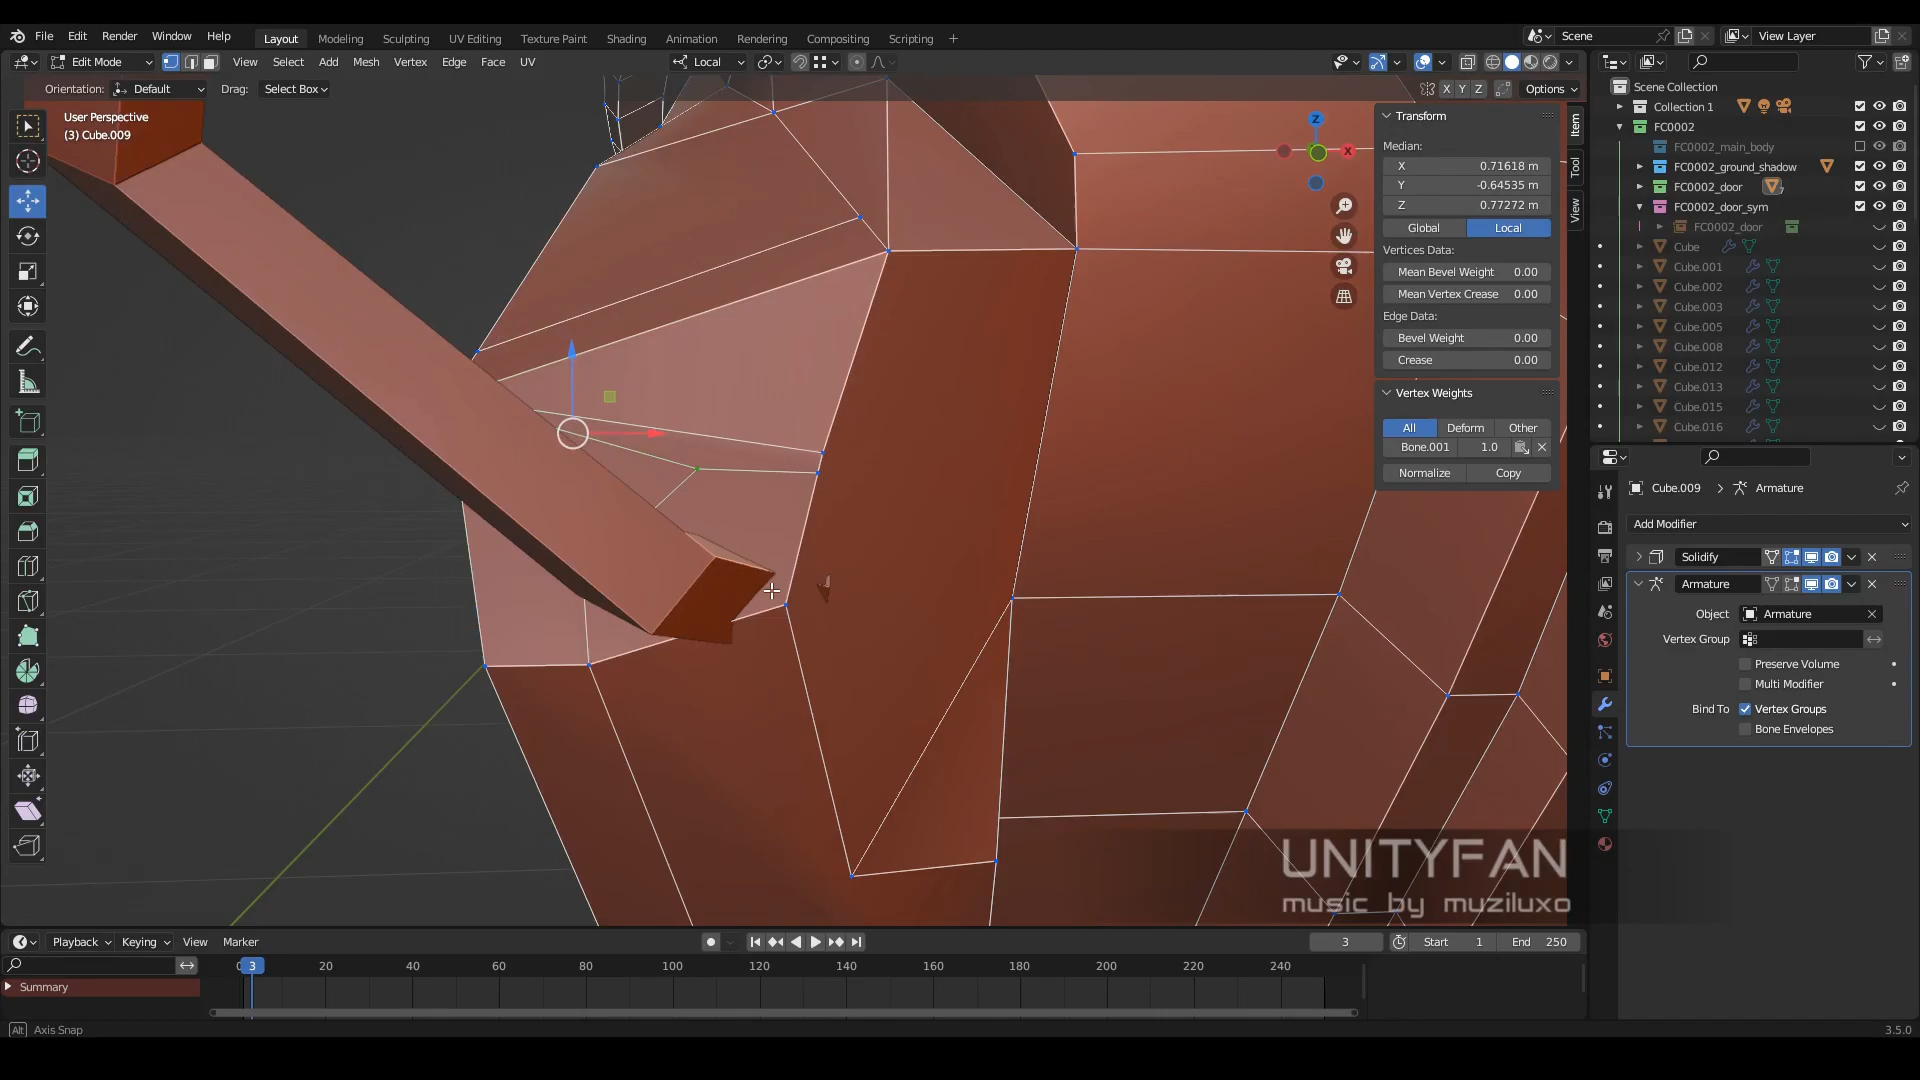 File Edit Render Window Help
Layout Modeling Sculpting UV Editing Texture Paint Shading Animation Rendering Compositing Scripting +
Scene
View Layer
Edit Mode View Select Add Mesh Vertex Edge Face UV
Local
Orientation: Default Drag: Select Box
X Y Z
Options
User Perspective
(3) Cube.009
Z
X
Transform
Median:
X 0.71618 m
Y -0.64535 m
Z 0.77272 m
Global Local
Vertices Data:
Mean Bevel Weight 0.00
Mean Vertex Crease 0.00
Edge Data:
Bevel Weight 0.00
Crease 0.00
Vertex Weights
All Deform Other
Bone.001 1.0
Normalize Copy
Item
Tool
View
Scene Collection
Collection 1
FC0002
FC0002_main_body
FC0002_ground_shadow
FC0002_door 7
FC0002_door_sym
FC0002_door
Cube
Cube.001
Cube.002
Cube.003
Cube.005
Cube.008
Cube.012
Cube.013
Cube.015
Cube.016
Cube.009 > Armature
Add Modifier
Solidify
Armature
Object Armature
Vertex Group
Preserve Volume
Multi Modifier
Bind To Vertex Groups
Bone Envelopes
UNITYFAN
music by muziluxo
Playback Keying View Marker
3 Start 1 End 250
0 3 20 40 60 80 100 120 140 160 180 200 220 240
Summary
Alt Axis Snap
3.5.0